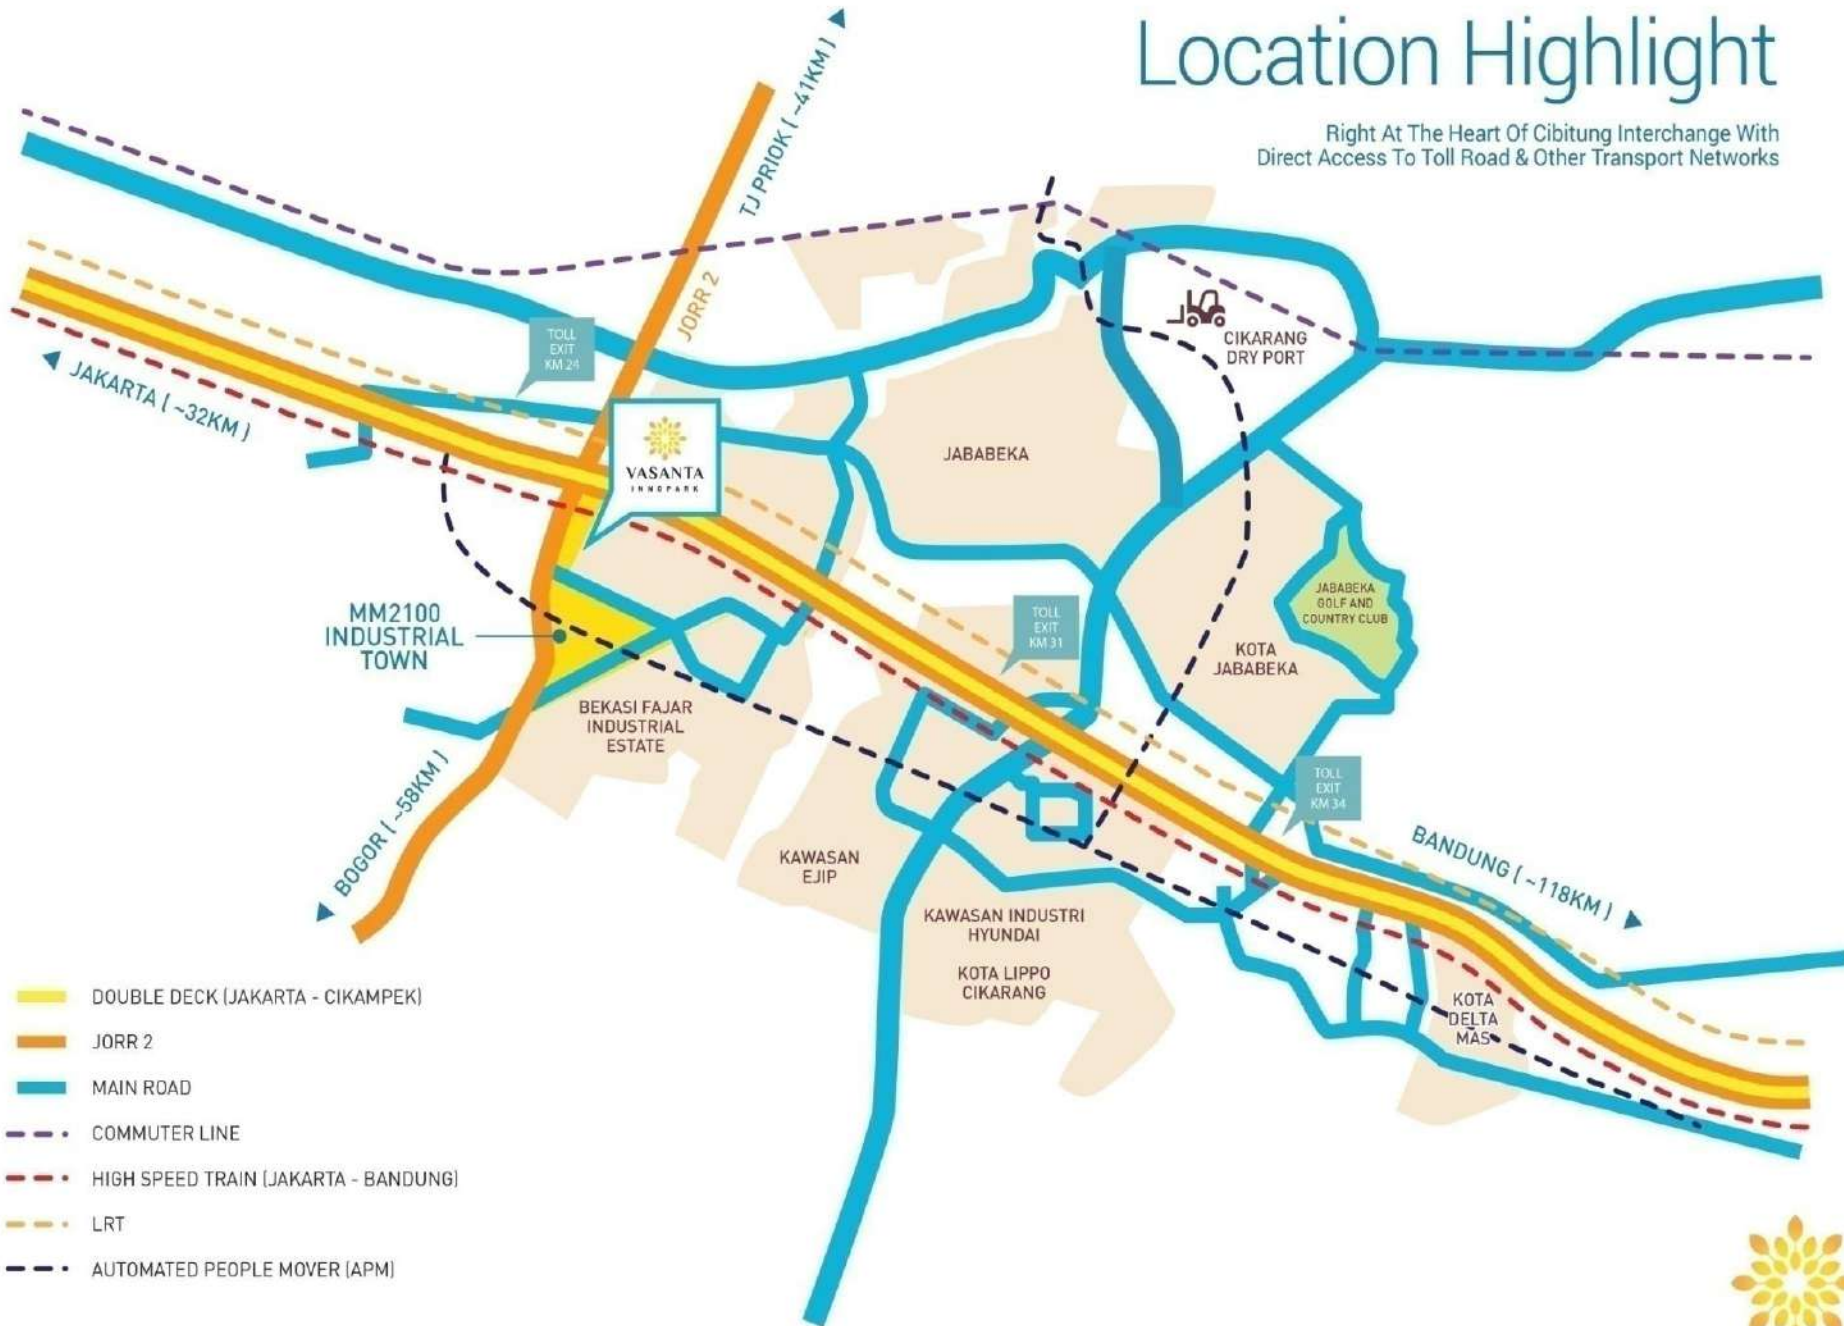 Location Highlight
Right At The Heart Of Cibitung Interchange With
Direct Access To Toll Road & Other Transport Networks
TJ PRIOK ( ~41KM )
JORR 2
TOLL
EXIT
KM 24
JAKARTA ( ~32KM )
CIKARANG
DRY PORT
VASANTA
INNOPARK
JABABEKA
JABABEKA
GOLF AND
COUNTRY CLUB
MM2100
INDUSTRIAL
TOWN
TOLL
EXIT
KM 31
KOTA
JABABEKA
BEKASI FAJAR
INDUSTRIAL
ESTATE
BOGOR ( ~58KM )
TOLL
EXIT
KM 34
BANDUNG ( ~118KM )
KAWASAN
EJIP
KAWASAN INDUSTRI
HYUNDAI
KOTA LIPPO
CIKARANG
KOTA
DELTA
MAS
DOUBLE DECK (JAKARTA - CIKAMPEK)
JORR 2
MAIN ROAD
COMMUTER LINE
HIGH SPEED TRAIN (JAKARTA - BANDUNG)
LRT
AUTOMATED PEOPLE MOVER (APM)